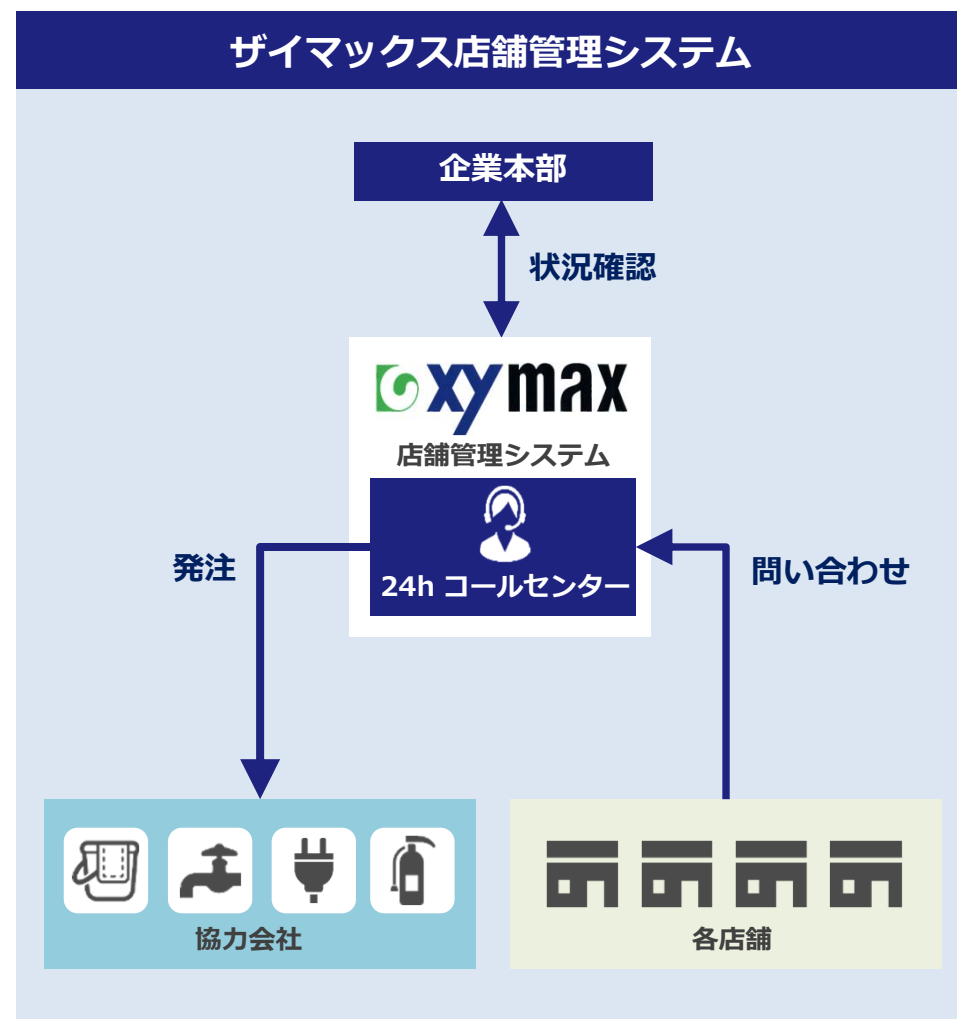 ザイマックス店舗管理システム
企業本部
状況確認
xymax
店舗管理システム
24h コールセンター
発注
問い合わせ
協力会社
各店舗